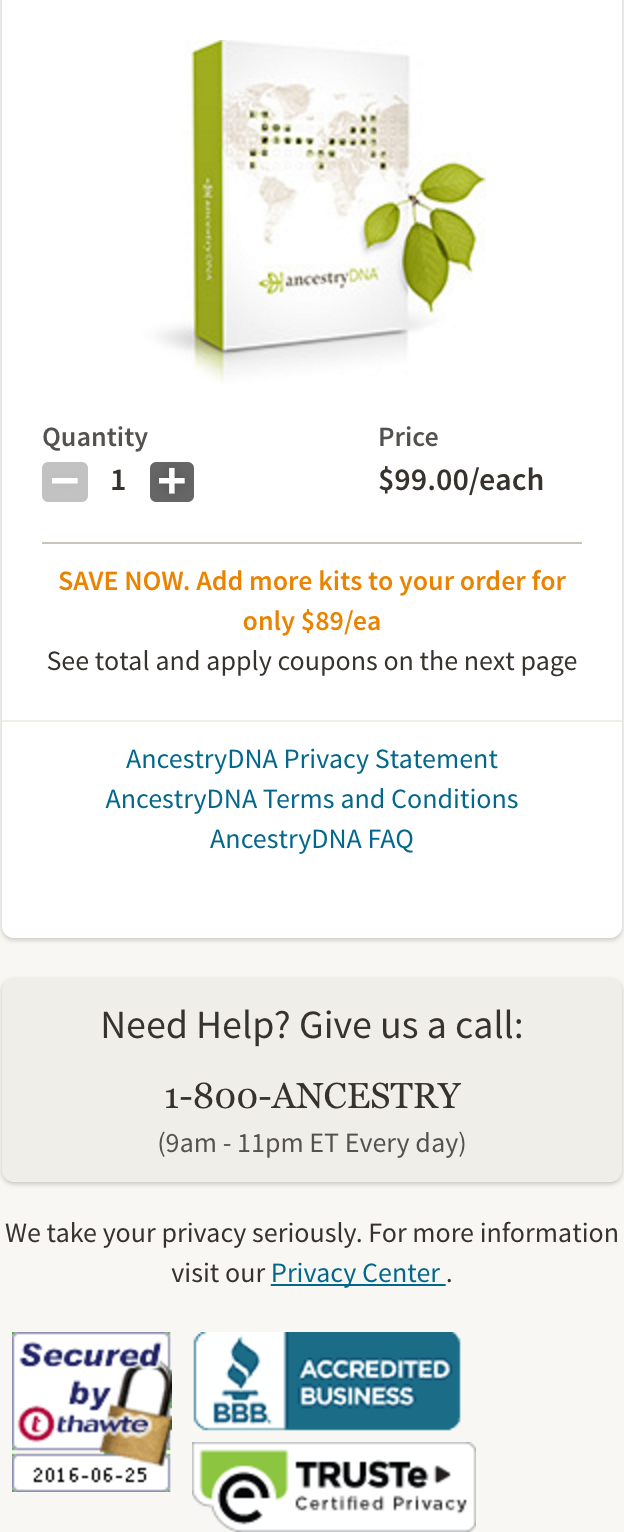 ancestryDNA
ancestryDNA
Quantity
Price
1
$99.00/each
SAVE NOW. Add more kits to your order for
only $89/ea
See total and apply coupons on the next page
AncestryDNA Privacy Statement
AncestryDNA Terms and Conditions
AncestryDNA FAQ
Need Help? Give us a call:
1-800-ANCESTRY
(9am - 11pm ET Every day)
We take your privacy seriously. For more information
visit our Privacy Center .
Secured
by
thawte
2016-06-25
BBB.
ACCREDITED
BUSINESS
TRUSTe
Certified Privacy